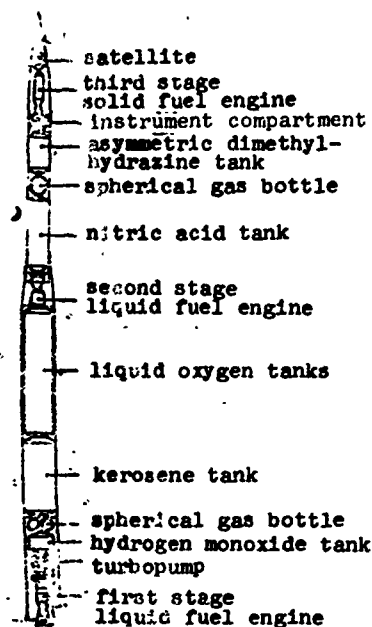 satellite
third stage
solid fuel engine
instrument compartment
asymmetric dimethyl-
hydrazine tank
spherical gas bottle
nitric acid tank
second stage
liquid fuel engine
liquid oxygen tanks
kerosene tank
spherical gas bottle
hydrogen monoxide tank
turbopump
first stage
liquid fuel engine